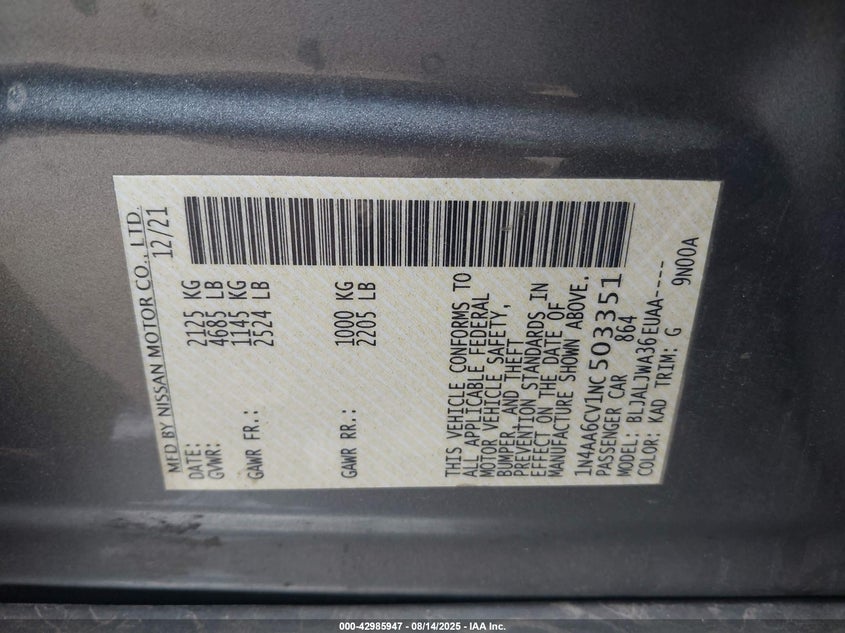 MFD BY NISSAN MOTOR CO., LTD.
DATE: 12/21
GVWR: 2125 KG
4685 LB
GAWR FR.: 1145 KG
2524 LB
GAWR RR.: 1000 KG
2205 LB
THIS VEHICLE CONFORMS TO
ALL APPLICABLE FEDERAL
MOTOR VEHICLE SAFETY,
BUMPER, AND THEFT
PREVENTION STANDARDS IN
EFFECT ON THE DATE OF
MANUFACTURE SHOWN ABOVE.
1N4AA6CV1NC503351
PASSENGER CAR 864
MODEL: BLJALJWA36EUAA----
COLOR: KAD TRIM: G 9N00A
000-42985947 - 08/14/2025 - IAA Inc.